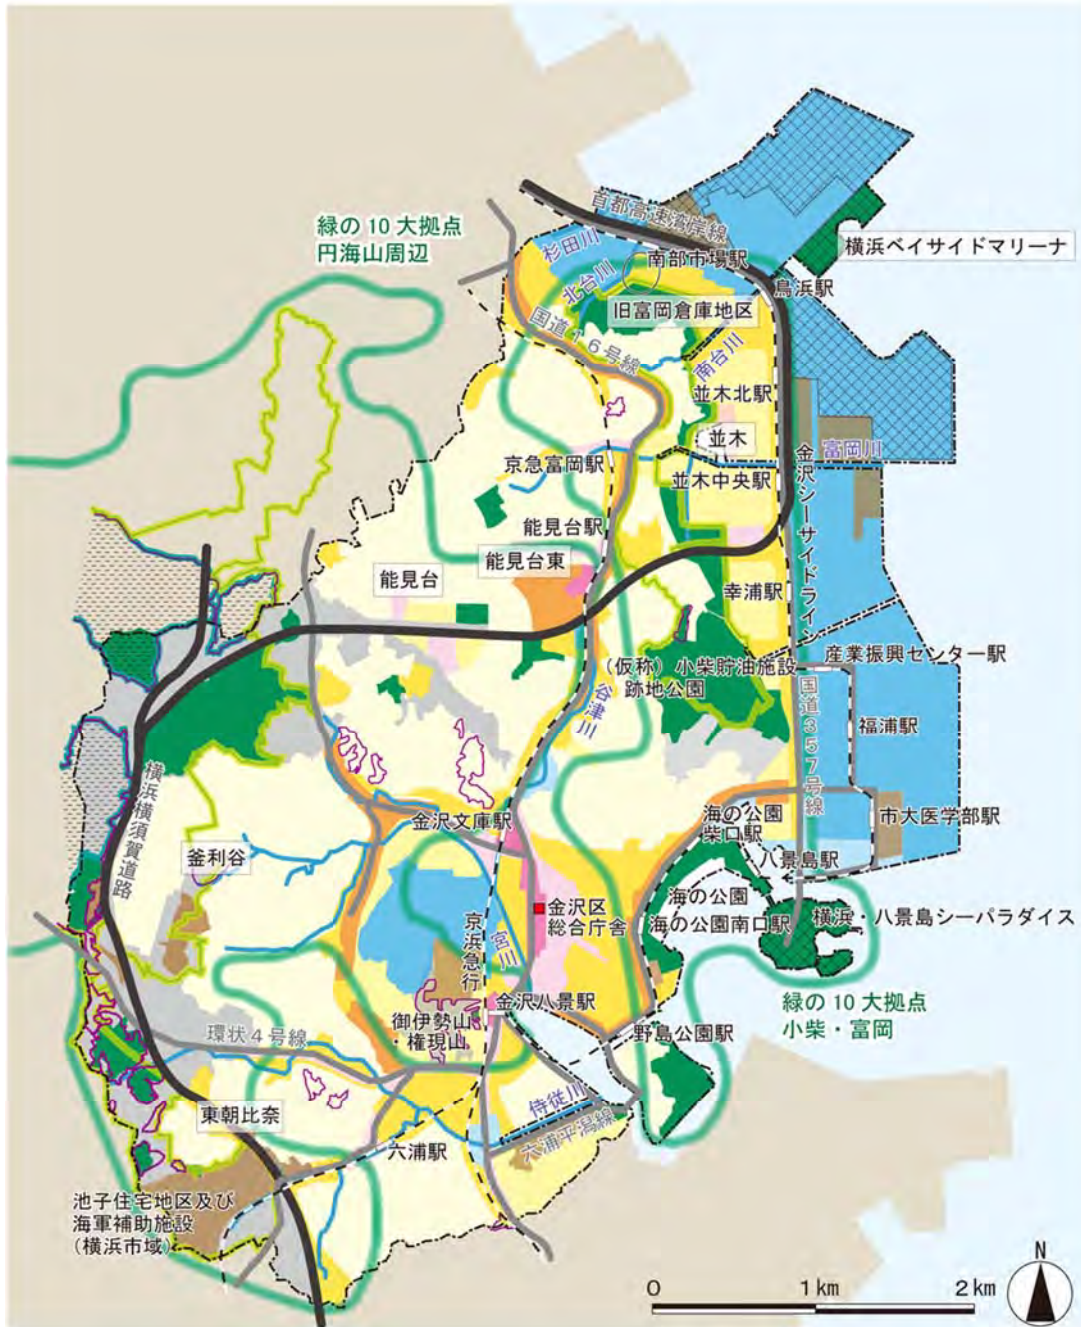 首都高速湾岸線
緑の10大拠点
円海山周辺
杉田川
南部市場駅
横浜ベイサイドマリーナ
北台川
鳥浜駅
旧富岡倉庫地区
国道16号線
南台川
並木北駅
並木
富岡川
京急富岡駅
並木中央駅
金沢シーサイドライン
能見台駅
能見台東
能見台
幸浦駅
産業振興センター駅
(仮称)小柴貯油施設
跡地公園
谷津川
国道357号線
福浦駅
横浜横須賀道路
金沢文庫駅
海の公園
柴口駅
市大医学部駅
釜利谷
八景島駅
海の公園
金沢区
総合庁舎
海の公園南口駅
横浜・八景島シーパラダイス
京浜急行
宮川
金沢八景駅
緑の10大拠点
小柴・富岡
御伊勢山
・権現山
環状4号線
野島公園駅
東朝比奈
侍従川
六浦駅
六浦平潟線
池子住宅地区及び
海軍補助施設
(横浜市域)
N
0 1km 2km